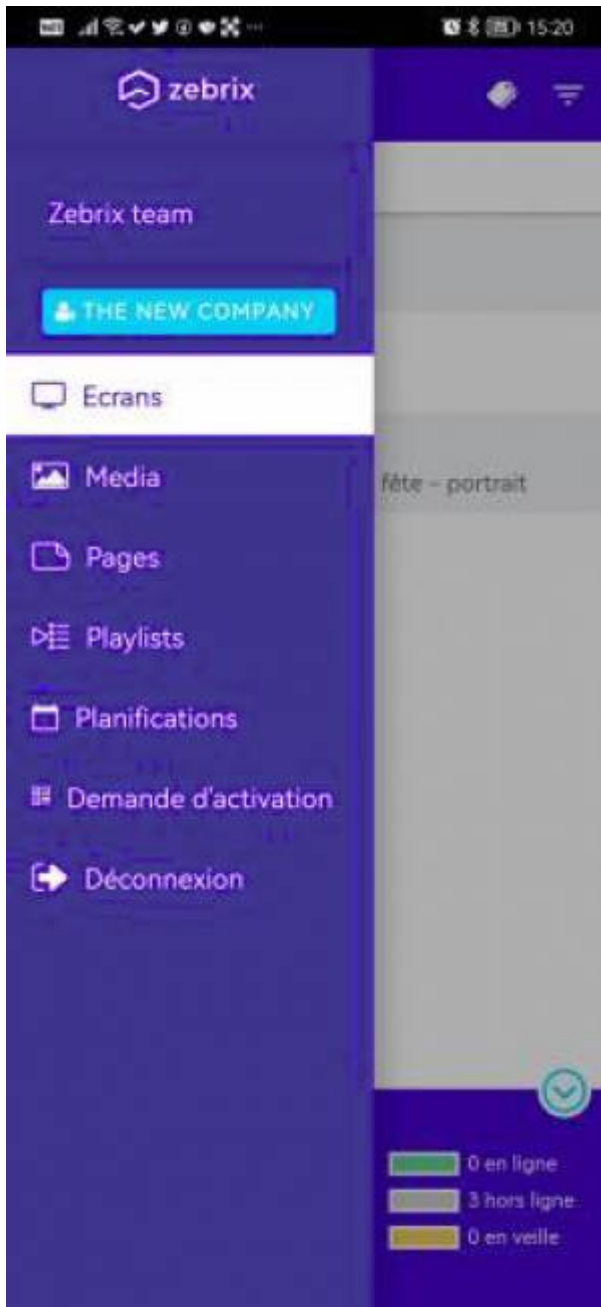 15:20
zebrix
Zebrix team
THE NEW COMPANY
Ecrans
Media
fête - portrait
Pages
Playlists
Planifications
Demande d'activation
Déconnexion
0 en ligne
3 hors ligne
0 en veille